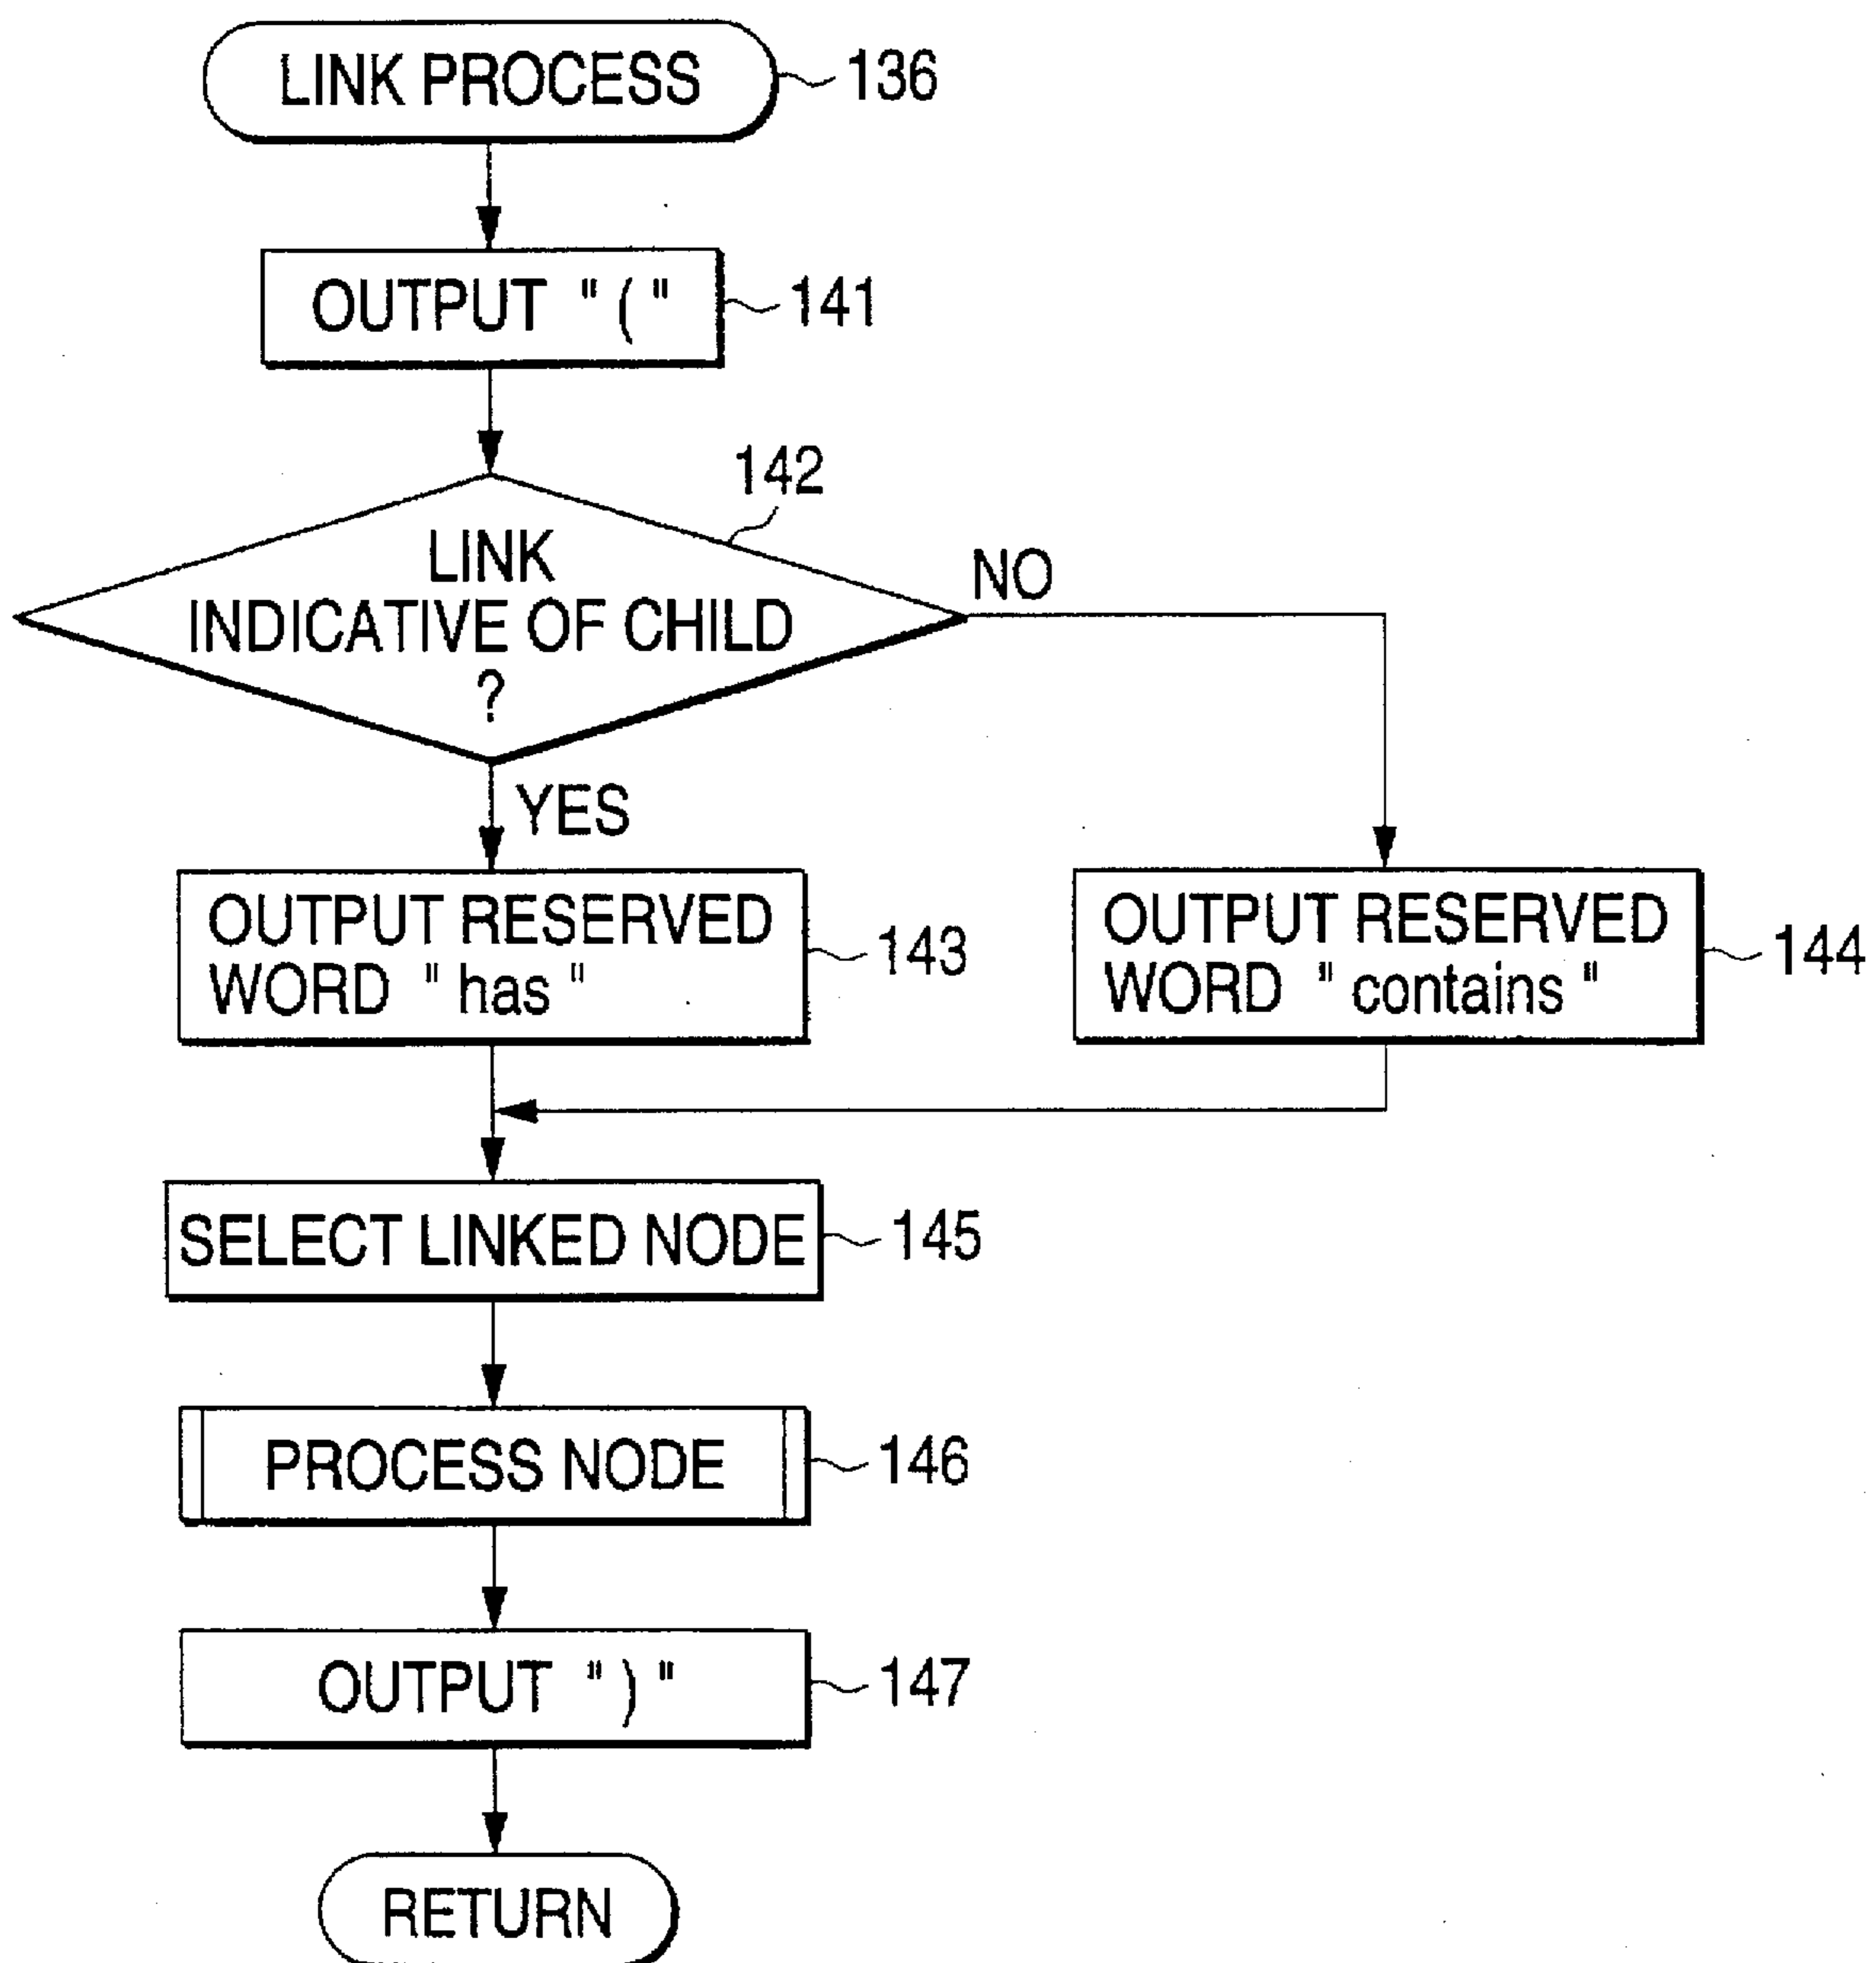 LINK PROCESS
136
OUTPUT " ( "
141
142
LINK
INDICATIVE OF CHILD
?
NO
YES
OUTPUT RESERVED
WORD " has "
143
OUTPUT RESERVED
WORD " contains "
144
SELECT LINKED NODE
145
PROCESS NODE
146
OUTPUT " ) "
147
RETURN